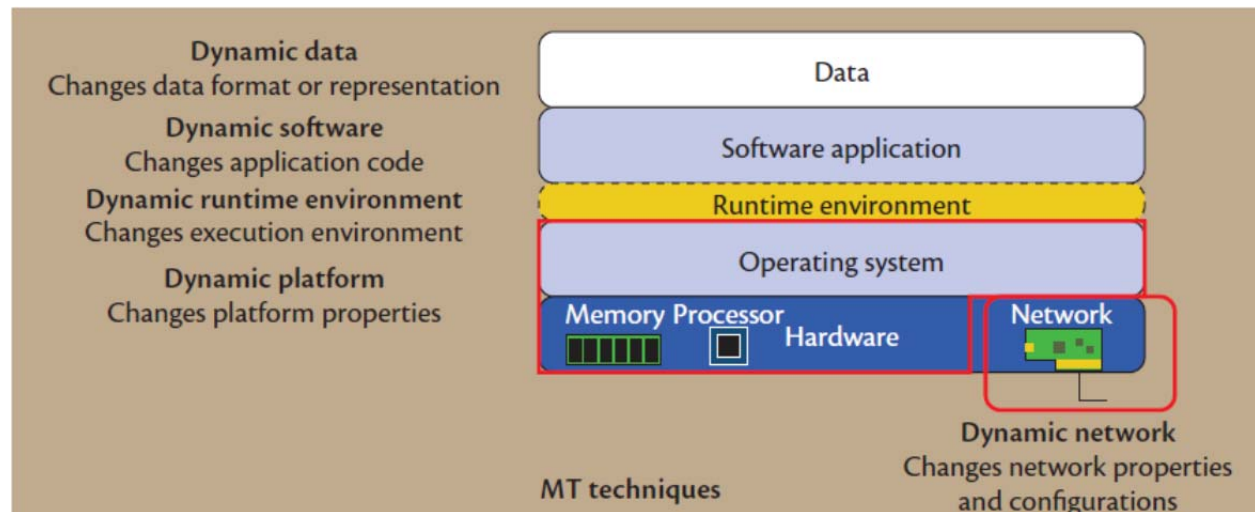 Dynamic data
Changes data format or representation
Dynamic software
Changes application code
Dynamic runtime environment
Changes execution environment
Dynamic platform
Changes platform properties
Data
Software application
Runtime environment
Operating system
Memory Processor
Hardware
Network
Dynamic network
Changes network properties
and configurations
MT techniques